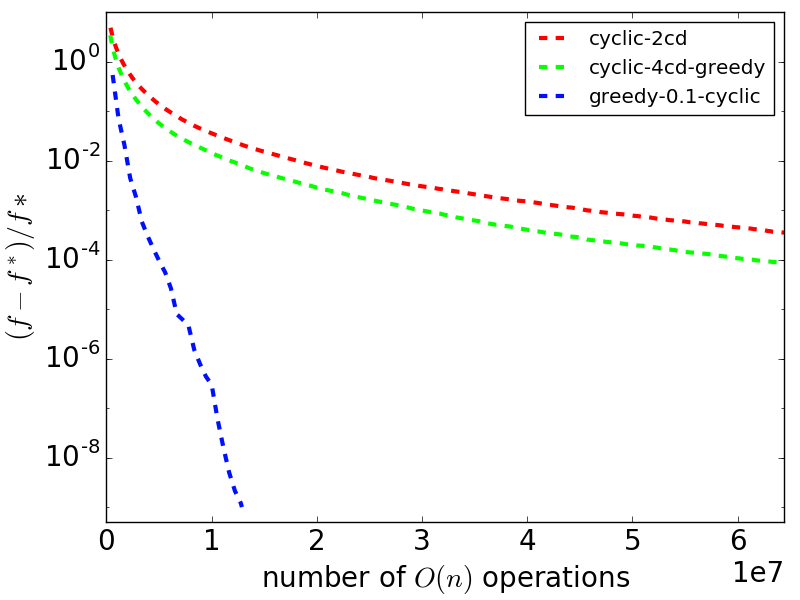 cyclic-2cd
cyclic-4cd-greedy
greedy-0.1-cyclic
10^0
10^-2
10^-4
10^-6
10^-8
(f − f*)/f*
0 1 2 3 4 5 6
1e7
number of O(n) operations